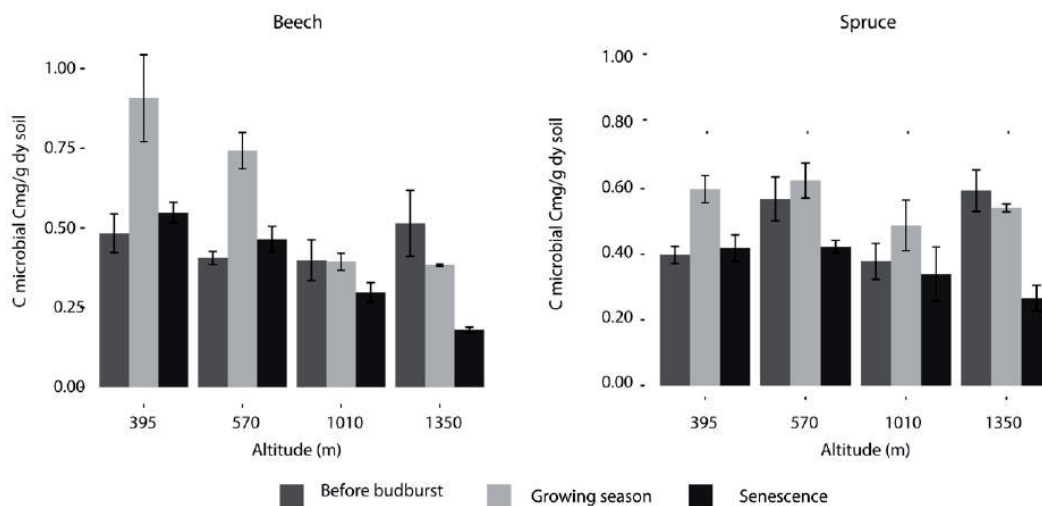 Beech
C microbial Cmg/g dy soil
1.00
0.75
0.50
0.25
0.00
395 570 1010 1350
Altitude (m)
Spruce
C microbial Cmg/g dy soil
1.00
0.80
0.60
0.40
0.20
0.00
395 570 1010 1350
Altitude (m)
Before budburst Growing season Senescence